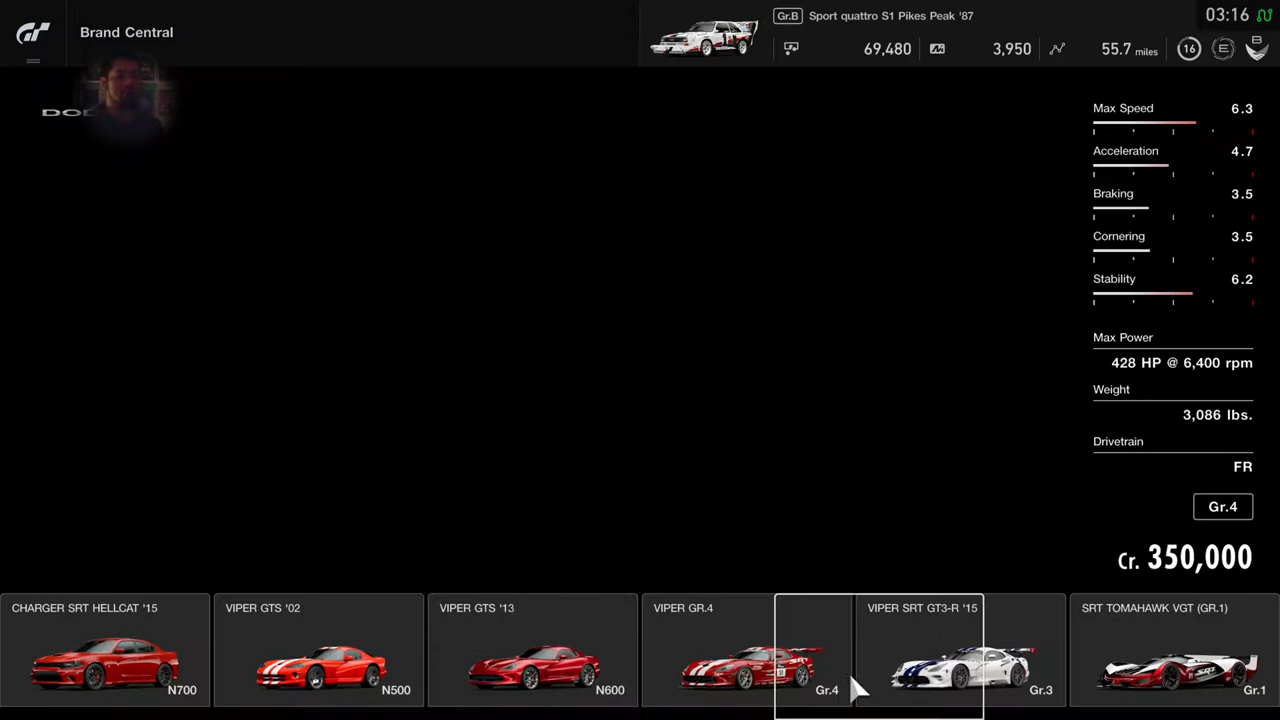 Brand Central
Gr.B Sport quattro S1 Pikes Peak '87
03:16
69,480
3,950
55.7 miles
16
E
B
Max Speed 6.3
Acceleration 4.7
Braking 3.5
Cornering 3.5
Stability 6.2
Max Power
428 HP @ 6,400 rpm
Weight
3,086 lbs.
Drivetrain
FR
Gr.4
Cr. 350,000
CHARGER SRT HELLCAT '15
N700
VIPER GTS '02
N500
VIPER GTS '13
N600
VIPER GR.4
Gr.4
VIPER SRT GT3-R '15
Gr.3
SRT TOMAHAWK VGT (GR.1)
Gr.1